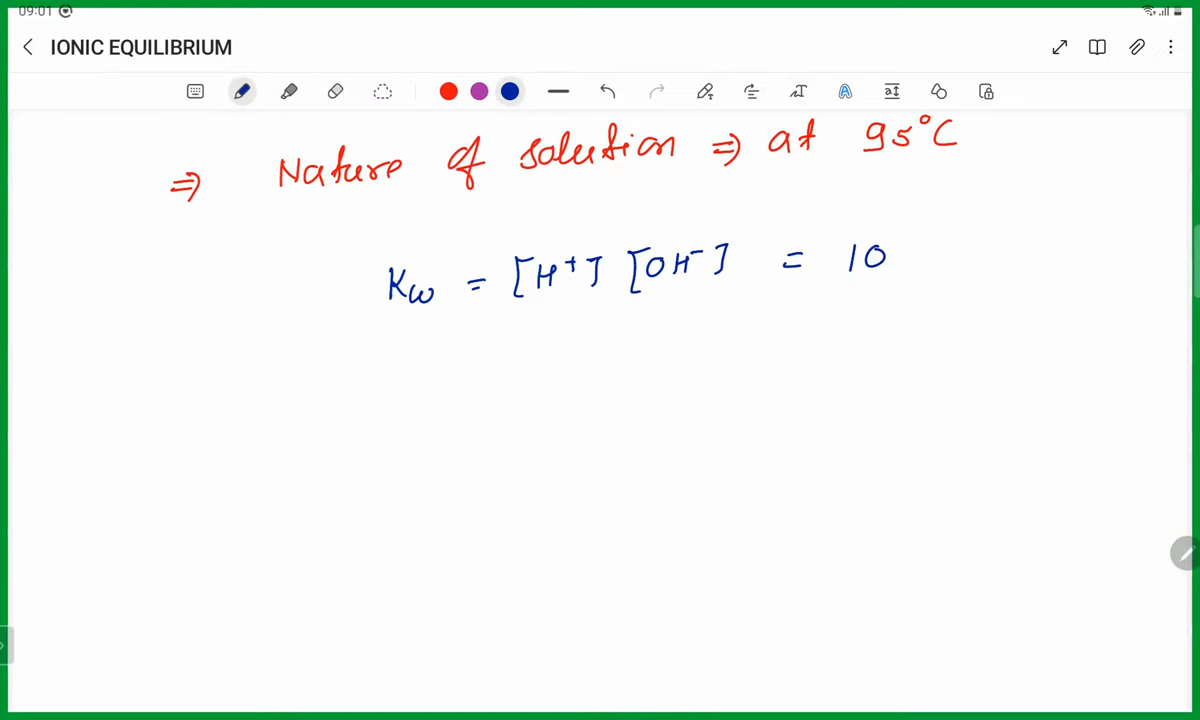 09:01
IONIC EQUILIBRIUM
⇒ Nature of solution ⇒ at 95°C
Kw = [H⁺] [OH⁻] = 10